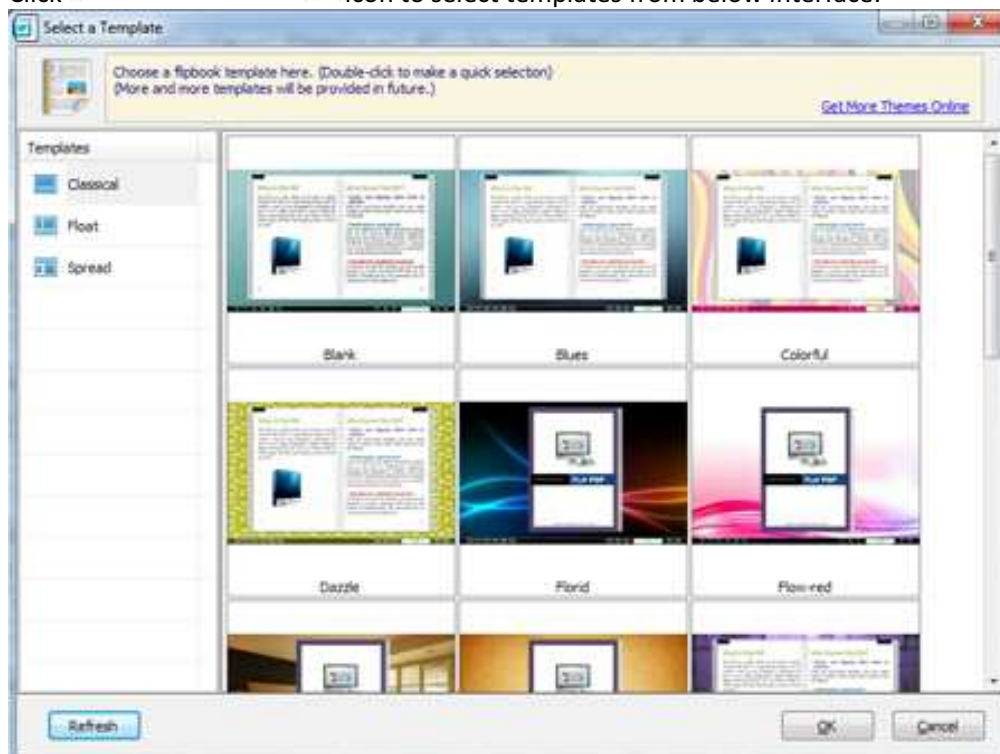 Click icon to select templates from below interface.
Select a Template
Choose a flipbook template here. (Double-click to make a quick selection)
(More and more templates will be provided in future.)
Get More Themes Online
Templates
Classical
Float
Spread
Blank
Blues
Colorful
Dazzle
Florid
Flow-red
Refresh
OK
Cancel